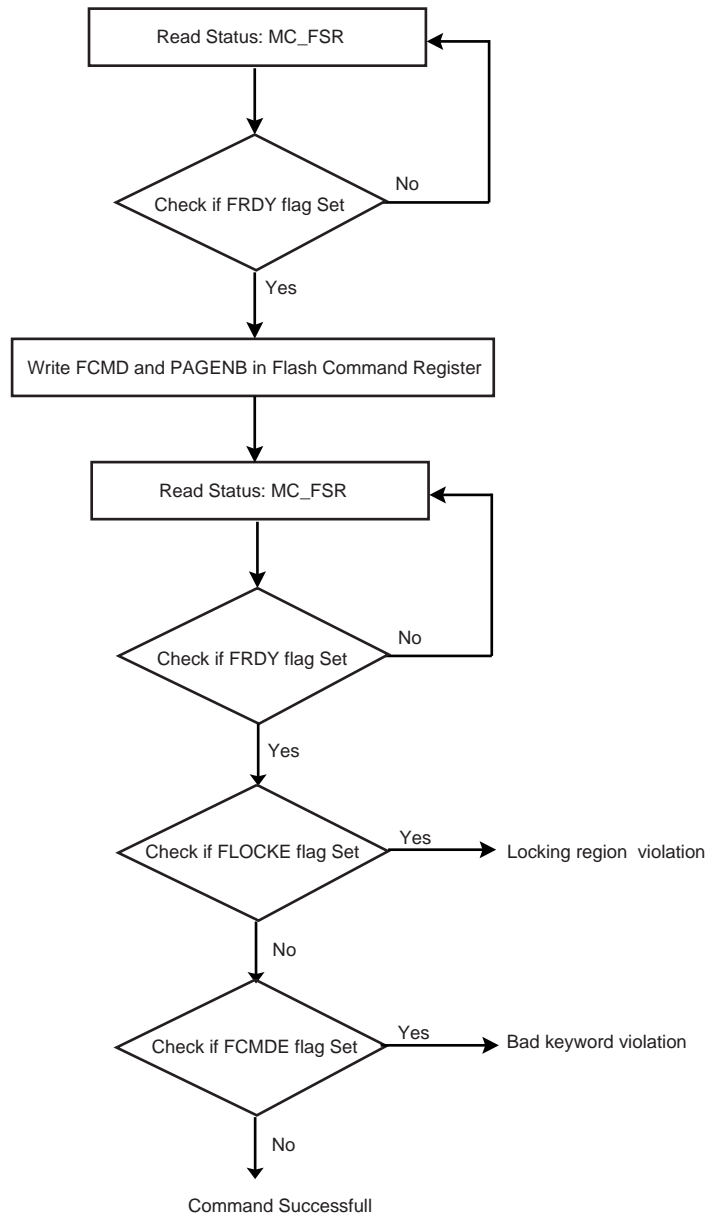 Read Status: MC_FSR
Check if FRDY flag Set
No
Yes
Write FCMD and PAGENB in Flash Command Register
Read Status: MC_FSR
Check if FRDY flag Set
No
Yes
Check if FLOCKE flag Set
Yes
Locking region violation
No
Check if FCMDE flag Set
Yes
Bad keyword violation
No
Command Successfull